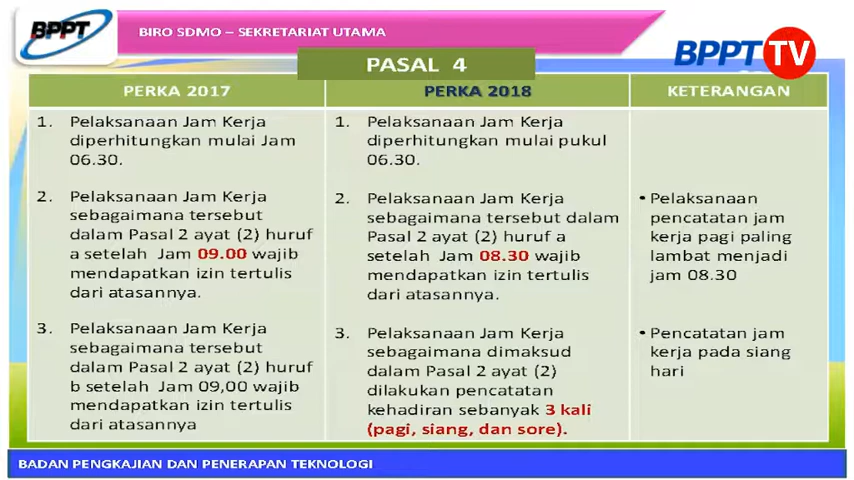 BPPT
BIRO SDMO – SEKRETARIAT UTAMA
BPPT TV
PASAL 4
PERKA 2017
PERKA 2018
KETERANGAN
1. Pelaksanaan Jam Kerja
diperhitungkan mulai Jam
06.30.
2. Pelaksanaan Jam Kerja
sebagaimana tersebut
dalam Pasal 2 ayat (2) huruf
a setelah Jam 09.00 wajib
mendapatkan izin tertulis
dari atasannya.
3. Pelaksanaan Jam Kerja
sebagaimana tersebut
dalam Pasal 2 ayat (2) huruf
b setelah Jam 09,00 wajib
mendapatkan izin tertulis
dari atasannya
1. Pelaksanaan Jam Kerja
diperhitungkan mulai pukul
06.30.
2. Pelaksanaan Jam Kerja
sebagaimana tersebut dalam
Pasal 2 ayat (2) huruf a
setelah Jam 08.30 wajib
mendapatkan izin tertulis
dari atasannya.
3. Pelaksanaan Jam Kerja
sebagaimana dimaksud
dalam Pasal 2 ayat (2)
dilakukan pencatatan
kehadiran sebanyak 3 kali
(pagi, siang, dan sore).
• Pelaksanaan
pencatatan jam
kerja pagi paling
lambat menjadi
jam 08.30
• Pencatatan jam
kerja pada siang
hari
BADAN PENGKAJIAN DAN PENERAPAN TEKNOLOGI